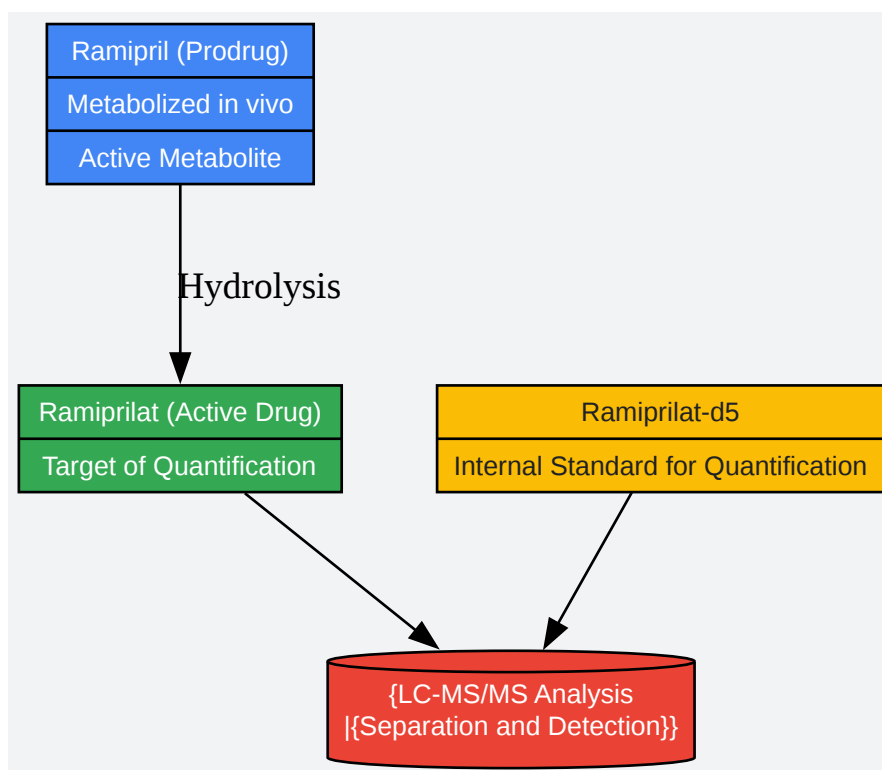 Ramipril (Prodrug)
Metabolized in vivo
Active Metabolite
Hydrolysis
Ramiprilat (Active Drug)
Target of Quantification
Ramiprilat-d5
Internal Standard for Quantification
{LC-MS/MS Analysis
|{Separation and Detection}}